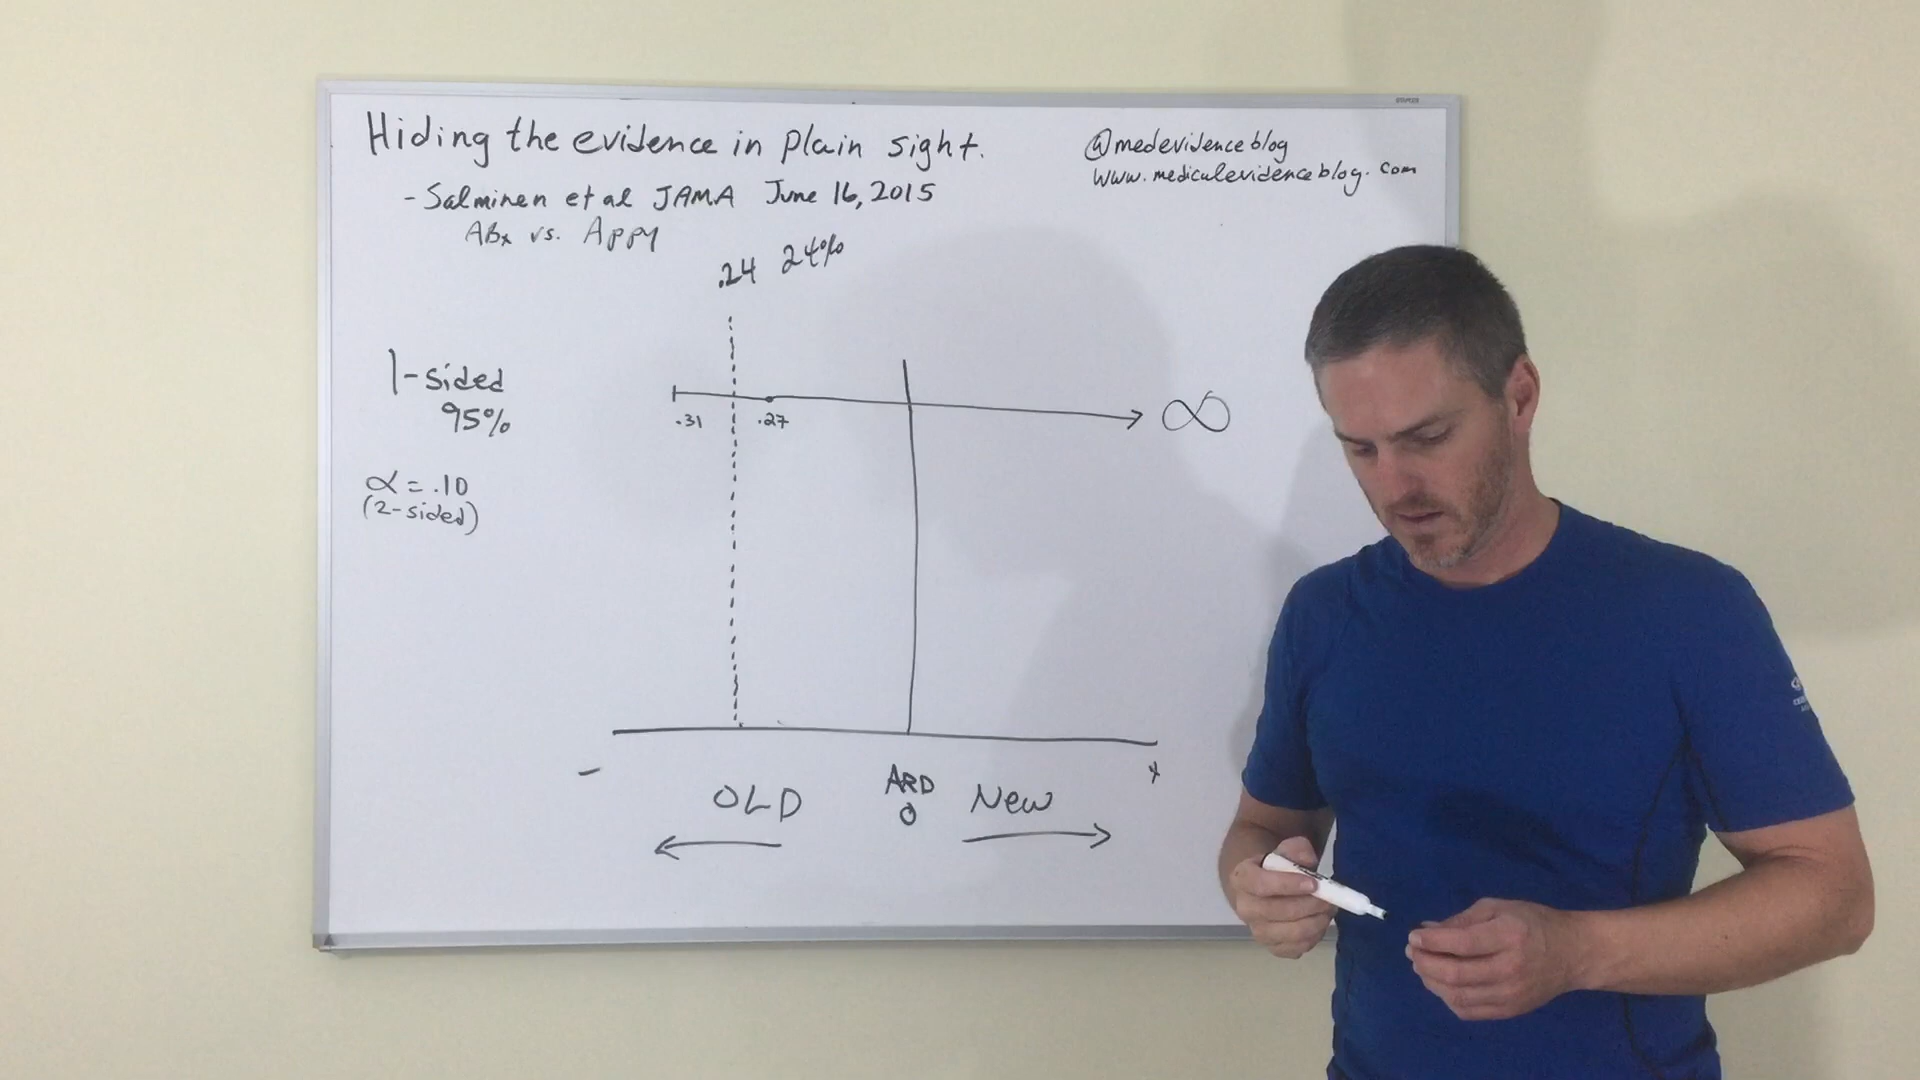 Hiding the evidence in plain sight.
- Salminen et al JAMA June 16, 2015
ABx vs. Appy
@medevidenceblog
www.medicalevidenceblog.com
.24 24%
1-sided
95%
.31
.27
∞
α = .10
(2-sided)
-
+
OLD
ARD
0
New